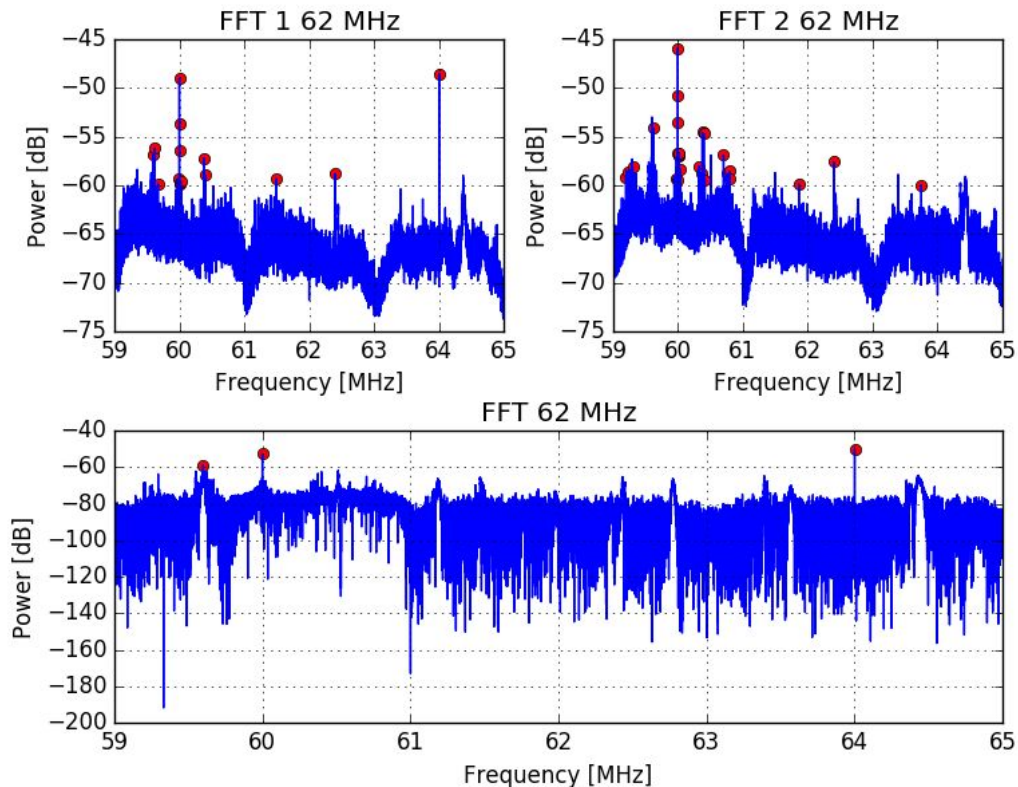 FFT 1 62 MHz
−45
−50
−55
−60
−65
−70
−75
Power [dB]
59 60 61 62 63 64 65
Frequency [MHz]
FFT 2 62 MHz
−45
−50
−55
−60
−65
−70
−75
Power [dB]
59 60 61 62 63 64 65
Frequency [MHz]
FFT 62 MHz
−40
−60
−80
−100
−120
−140
−160
−180
−200
Power [dB]
59 60 61 62 63 64 65
Frequency [MHz]